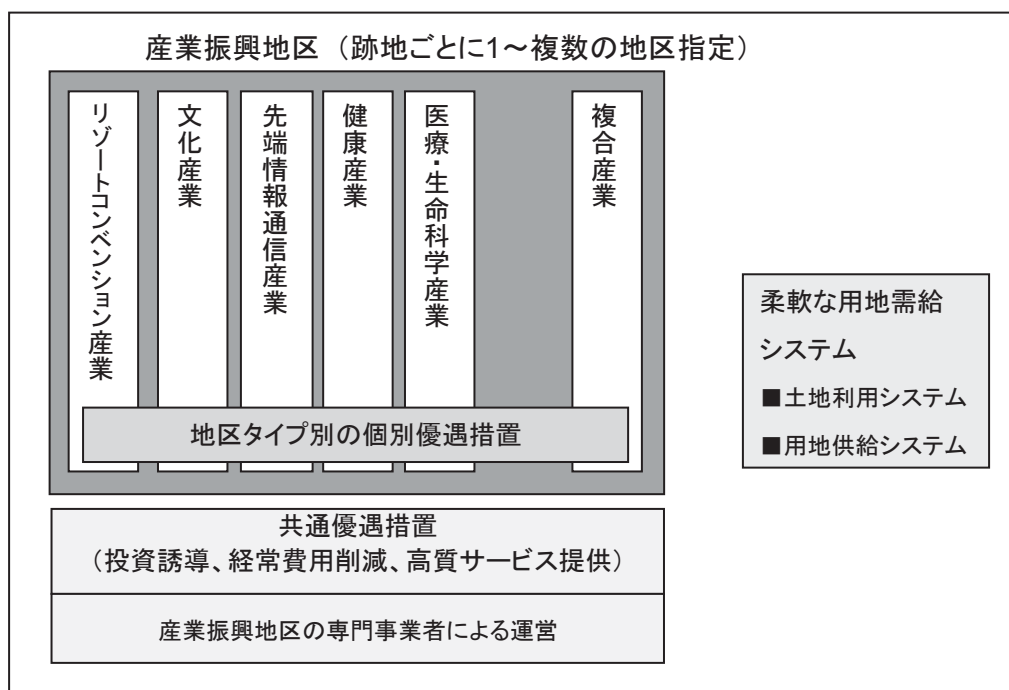 産業振興地区（跡地ごとに1～複数の地区指定）
リゾートコンベンション産業
文化産業
先端情報通信産業
健康産業
医療・生命科学産業
複合産業
地区タイプ別の個別優遇措置
共通優遇措置
（投資誘導、経常費用削減、高質サービス提供）
産業振興地区の専門事業者による運営
柔軟な用地需給
システム
■土地利用システム
■用地供給システム